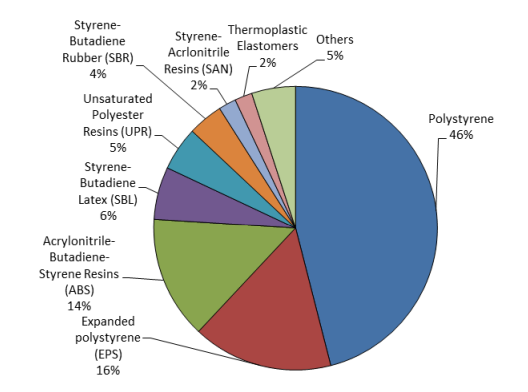 Polystyrene
46%
Expanded
polystyrene
(EPS)
16%
Acrylonitrile-
Butadiene-
Styrene Resins
(ABS)
14%
Styrene-
Butadiene
Latex (SBL)
6%
Unsaturated
Polyester
Resins (UPR)
5%
Styrene-
Butadiene
Rubber (SBR)
4%
Styrene-
Acrlonitrile
Resins (SAN)
2%
Thermoplastic
Elastomers
2%
Others
5%